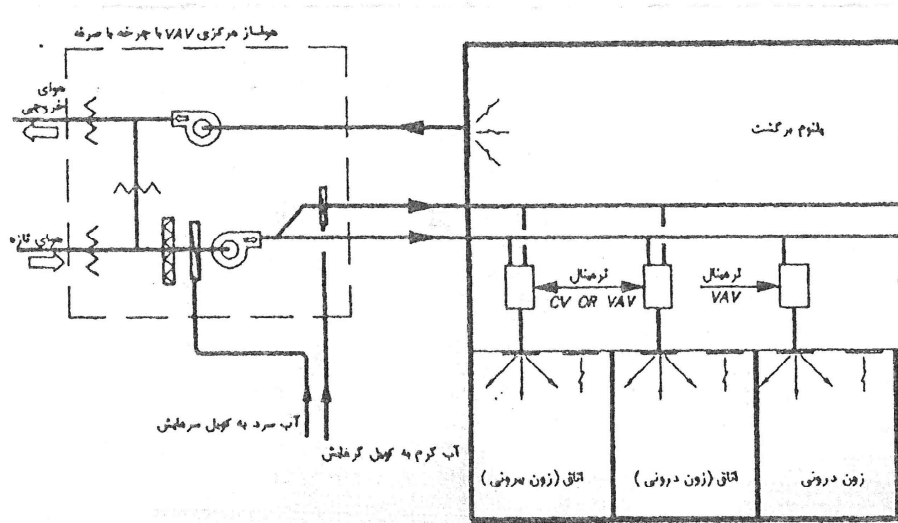 هواساز مرکزی VAV با چرخه با صرفه
هوای
خروجی
پلنوم برگشت
هوای تازه
ترمینال
CV OR VAV
ترمینال
VAV
آب سرد به کویل سرمایش
آب گرم به کویل گرمایش
اتاق (زون بیرونی)
اتاق (زون درونی)
زون درونی